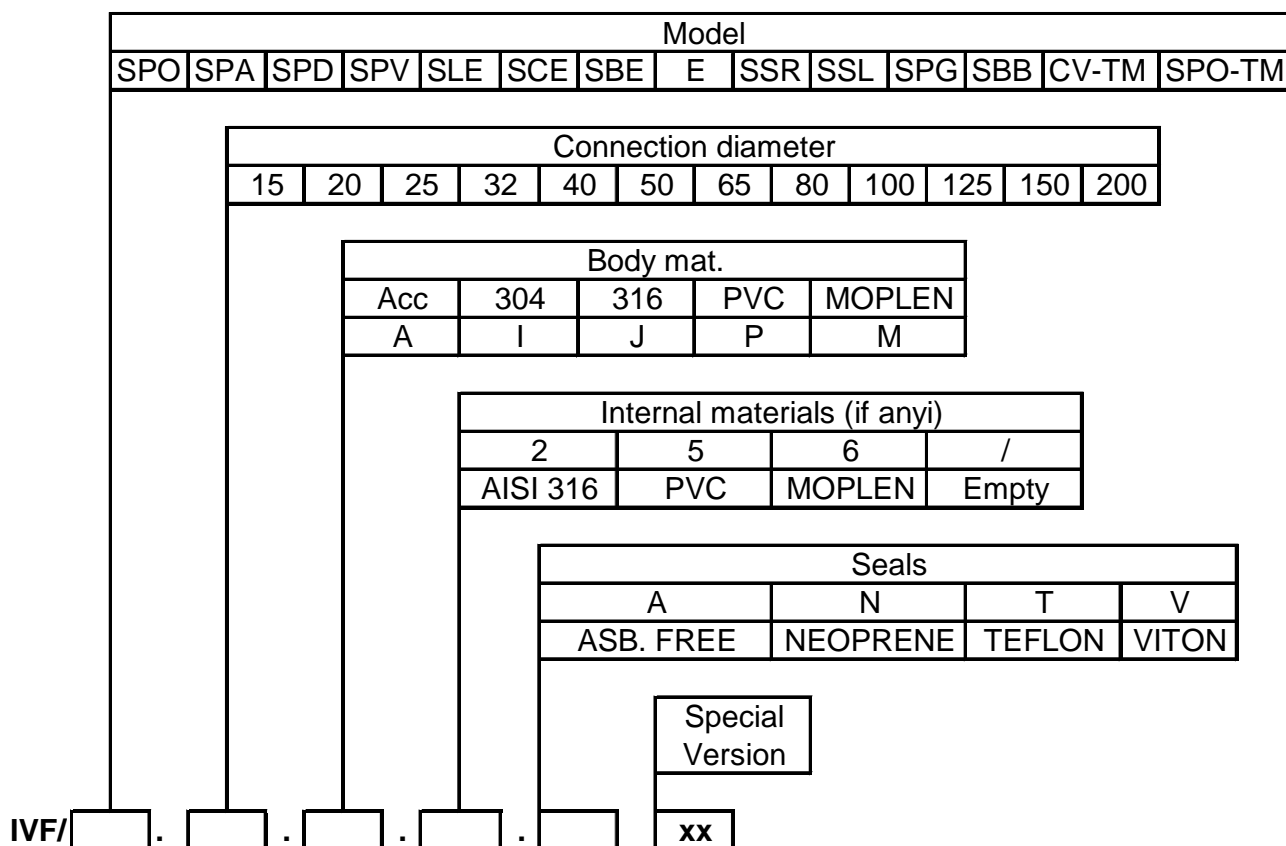 Model
SPO SPA SPD SPV SLE SCE SBE E SSR SSL SPG SBB CV-TM SPO-TM
Connection diameter
15 20 25 32 40 50 65 80 100 125 150 200
Body mat.
Acc 304 316 PVC MOPLEN
A I J P M
Internal materials (if anyi)
2 5 6 /
AISI 316 PVC MOPLEN Empty
Seals
A N T V
ASB. FREE NEOPRENE TEFLON VITON
Special
Version
IVF/ . . . . xx